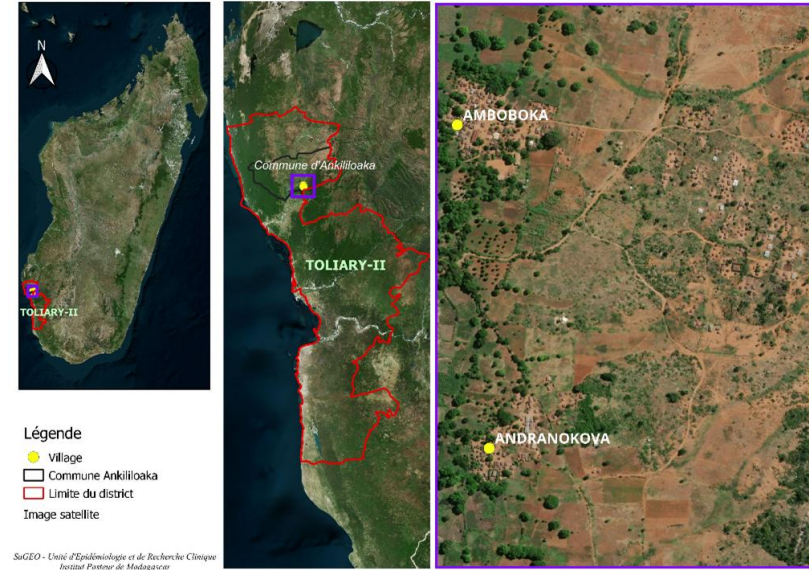 N
TOLIARY-II
Commune d'Ankililoaka
TOLIARY-II
AMBOBOKA
ANDRANOKOVA
Légende
Village
Commune Ankililoaka
Limite du district
Image satellite
SaGEO - Unité d'Epidémiologie et de Recherche Clinique
Institut Pasteur de Madagascar